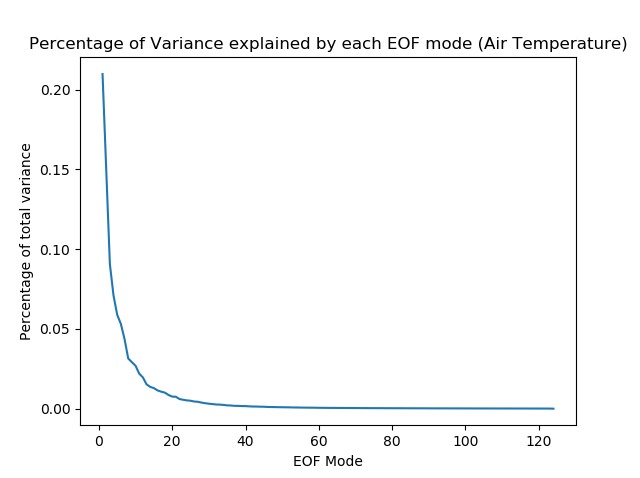 Percentage of Variance explained by each EOF mode (Air Temperature)
Percentage of total variance
0.20
0.15
0.10
0.05
0.00
0 20 40 60 80 100 120
EOF Mode